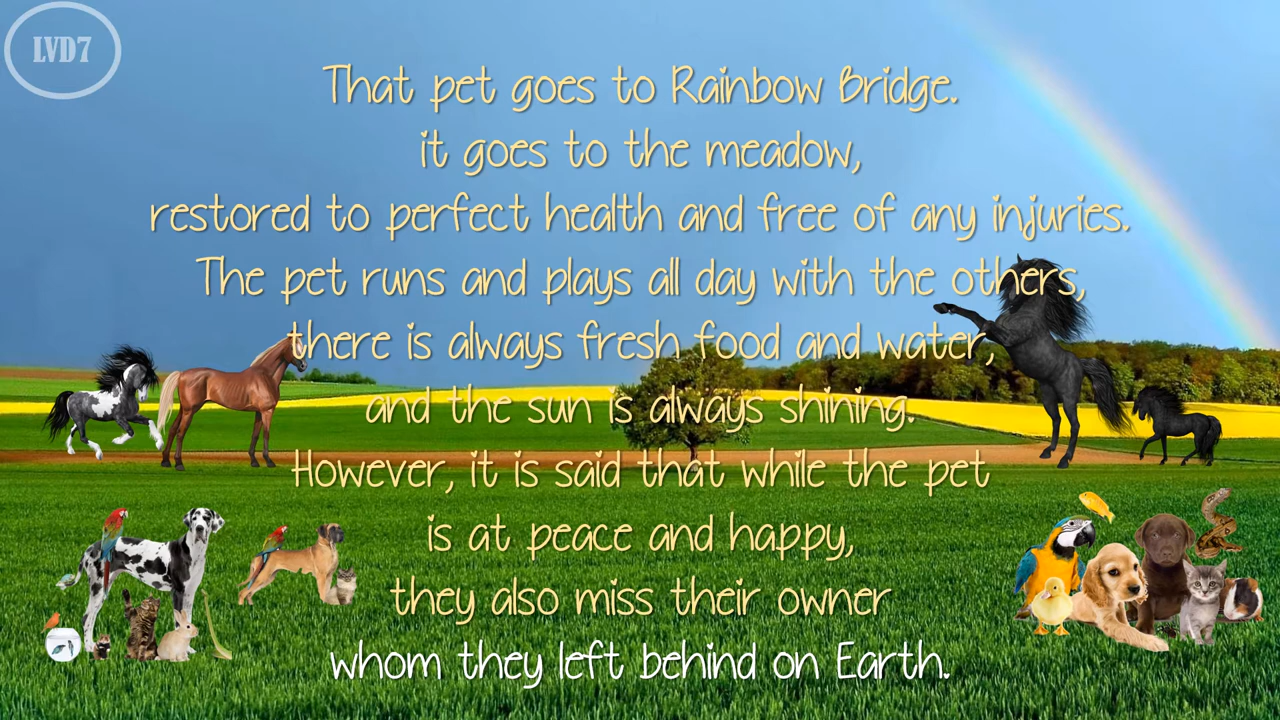 LVD7
That pet goes to Rainbow Bridge.
it goes to the meadow,
restored to perfect health and free of any injuries.
The pet runs and plays all day with the others,
there is always fresh food and water,
and the sun is always shining.
However, it is said that while the pet
is at peace and happy,
they also miss their owner
whom they left behind on Earth.